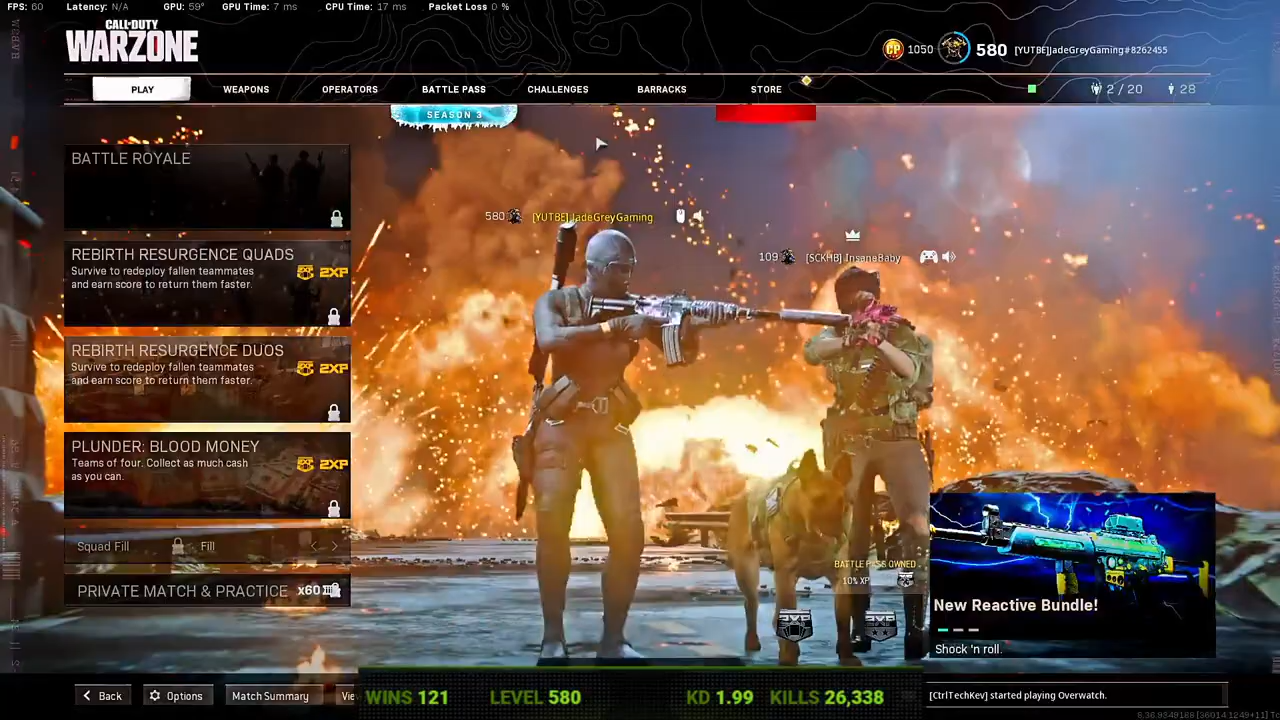 FPS: 60 Latency: N/A GPU: 59° GPU Time: 7 ms CPU Time: 17 ms Packet Loss 0 %
CALL OF DUTY
WARZONE
CP 1050 580 [YUTBE]JadeGreyGaming#8262455
PLAY WEAPONS OPERATORS BATTLE PASS CHALLENGES BARRACKS STORE 2 / 20 28
SEASON 3
BATTLE ROYALE
580 [YUTBE]JadeGreyGaming
109 [SCKHB] InsaneBaby
REBIRTH RESURGENCE QUADS
Survive to redeploy fallen teammates
and earn score to return them faster.
2XP
REBIRTH RESURGENCE DUOS
Survive to redeploy fallen teammates
and earn score to return them faster.
2XP
PLUNDER: BLOOD MONEY
Teams of four. Collect as much cash
as you can.
2XP
Squad Fill Fill
PRIVATE MATCH & PRACTICE x60
BATTLE PASS OWNED
10% XP
2XP 2XP
New Reactive Bundle!
Shock 'n roll.
Back Options Match Summary Vie
WINS 121 LEVEL 580 KD 1.99 KILLS 26,338
[CtrlTechKev] started playing Overwatch.